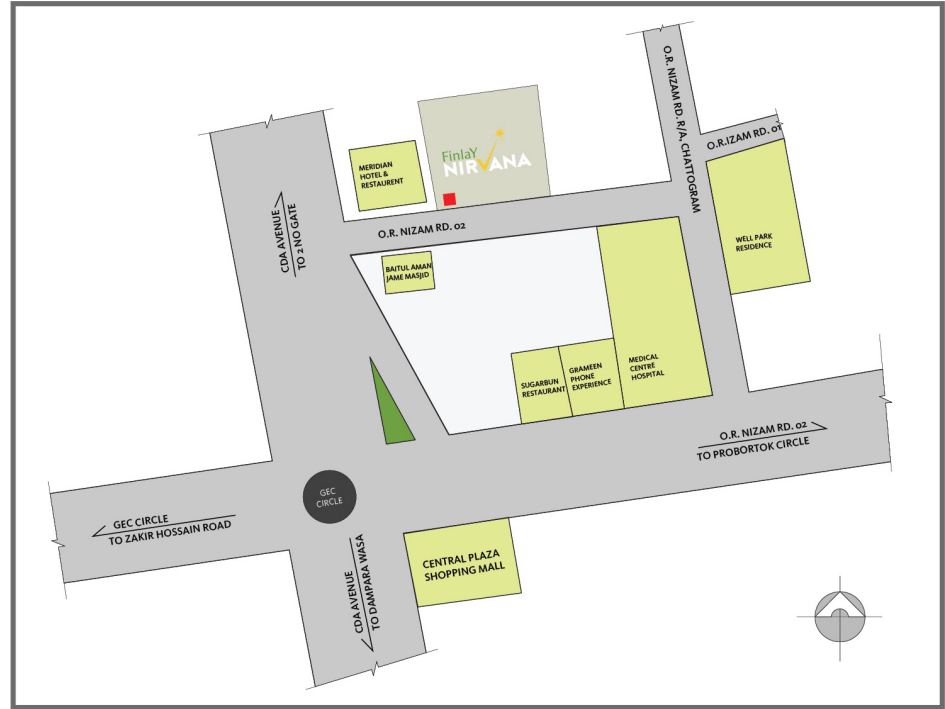 O.R. NIZAM RD. R/A, CHATTOGRAM
O.R.IZAM RD. 01
FinlaY
NIRVANA
MERIDIAN
HOTEL &
RESTAURENT
CDA AVENUE
TO 2 NO GATE
O.R. NIZAM RD. 02
WELL PARK
RESIDENCE
BAITUL AMAN
JAME MASJID
SUGARBUN
RESTAURANT
GRAMEEN
PHONE
EXPERIENCE
MEDICAL
CENTRE
HOSPITAL
O.R. NIZAM RD. 02
TO PROBORTOK CIRCLE
GEC
CIRCLE
GEC CIRCLE
TO ZAKIR HOSSAIN ROAD
CDA AVENUE
TO DAMPARA WASA
CENTRAL PLAZA
SHOPPING MALL